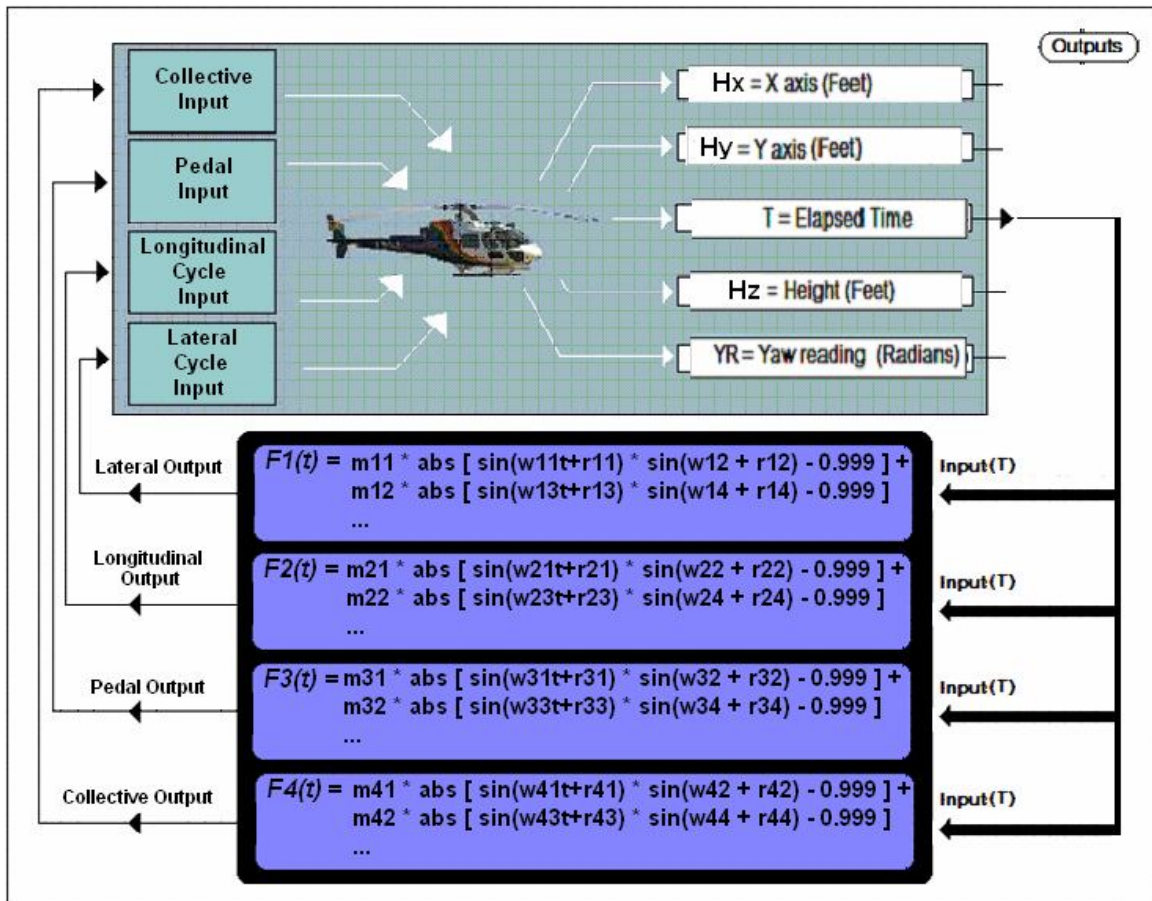 Outputs
Collective
Input
Pedal
Input
Longitudinal
Cycle
Input
Lateral
Cycle
Input
Hx = X axis (Feet)
Hy = Y axis (Feet)
T = Elapsed Time
Hz = Height (Feet)
YR = Yaw reading (Radians)
Lateral Output
F1(t) = m11 * abs [ sin(w11t+r11) * sin(w12 + r12) - 0.999 ] +
m12 * abs [ sin(w13t+r13) * sin(w14 + r14) - 0.999 ]
...
Input(T)
Longitudinal
Output
F2(t) = m21 * abs [ sin(w21t+r21) * sin(w22 + r22) - 0.999 ] +
m22 * abs [ sin(w23t+r23) * sin(w24 + r24) - 0.999 ]
...
Input(T)
Pedal Output
F3(t) = m31 * abs [ sin(w31t+r31) * sin(w32 + r32) - 0.999 ] +
m32 * abs [ sin(w33t+r33) * sin(w34 + r34) - 0.999 ]
...
Input(T)
Collective Output
F4(t) = m41 * abs [ sin(w41t+r41) * sin(w42 + r42) - 0.999 ] +
m42 * abs [ sin(w43t+r43) * sin(w44 + r44) - 0.999 ]
...
Input(T)